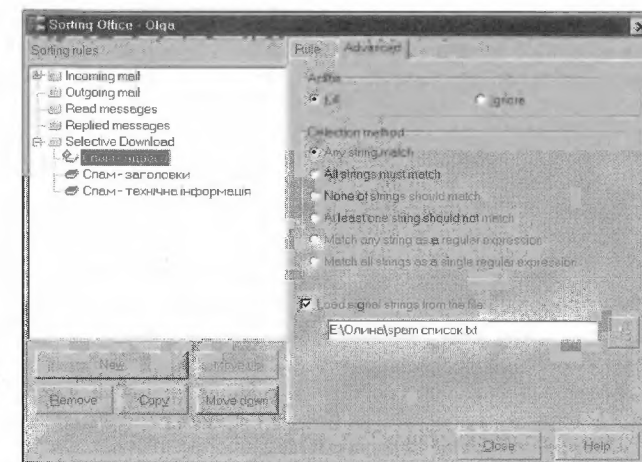 Sorting Office - Olga
Sorting rules
Incoming mail
Outgoing mail
Read messages
Replied messages
Selective Download
Спам - заголовки
Спам - технічна інформація
New
Move up
Remove
Copy
Move down
Rule
Advanced
Action
Kill
Ignore
Detection method
Any string match
All strings must match
None of strings should match
At least one string should not match
Match any string as a regular expression
Match all strings as a single regular expression
Load signal strings from the file:
E:\Олина\spam список.txt
Close
Help